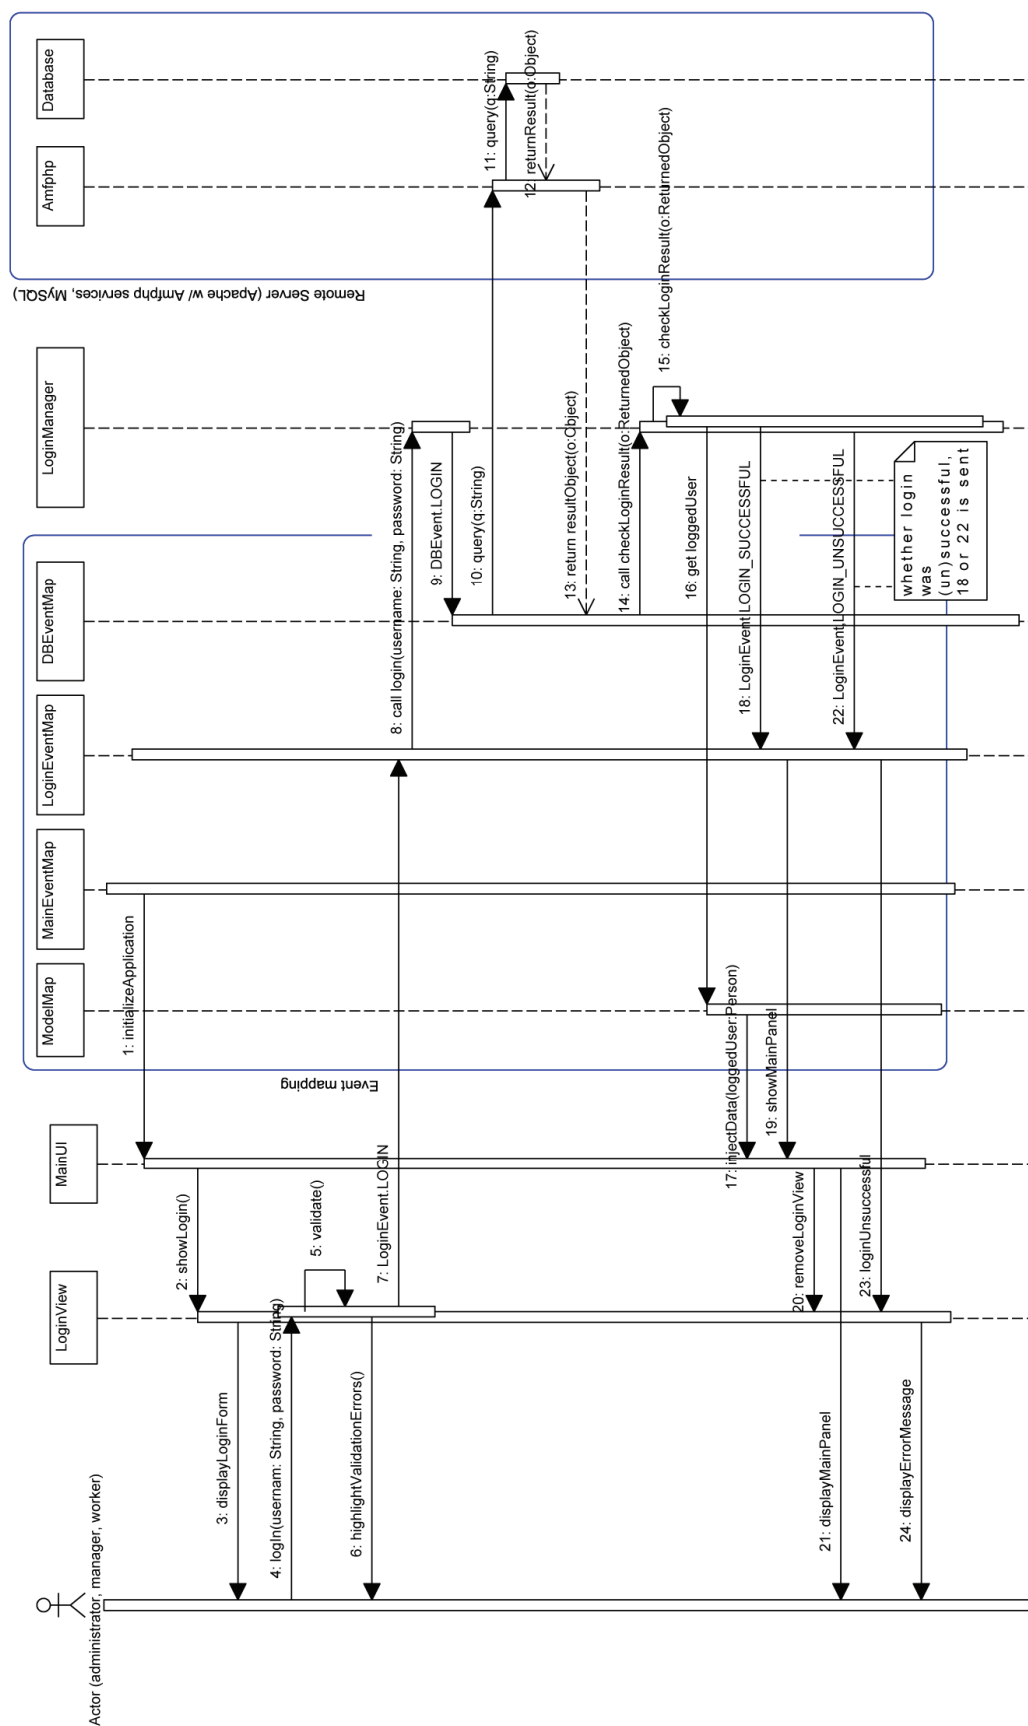 Actor (administrator, manager, worker)
LoginView
MainUI
ModelMap
MainEventMap
LoginEventMap
DBEventMap
LoginManager
Amfphp
Database
Event mapping
Remote Server (Apache w/ Amfphp services, MySQL)
1: initializeApplication
2: showLogin()
3: displayLoginForm
4: logIn(usernam: String, password: String)
5: validate()
6: highlightValidationErrors()
7: LoginEvent.LOGIN
8: call login(username: String, password: String)
9: DBEvent.LOGIN
10: query(q:String)
11: query(q:String)
12: returnResult(o:Object)
13: return resultObject(o:Object)
14: call checkLoginResult(o:ReturnedObject)
15: checkLoginResult(o:ReturnedObject)
16: get loggedUser
17: injectData(loggedUser:Person)
18: LoginEvent.LOGIN_SUCCESSFUL
19: showMainPanel
20: removeLoginView
21: displayMainPanel
22: LoginEvent.LOGIN_UNSUCCESSFUL
23: loginUnsuccessful
24: displayErrorMessage
whether login
was
(un)successful,
18 or 22 is sent